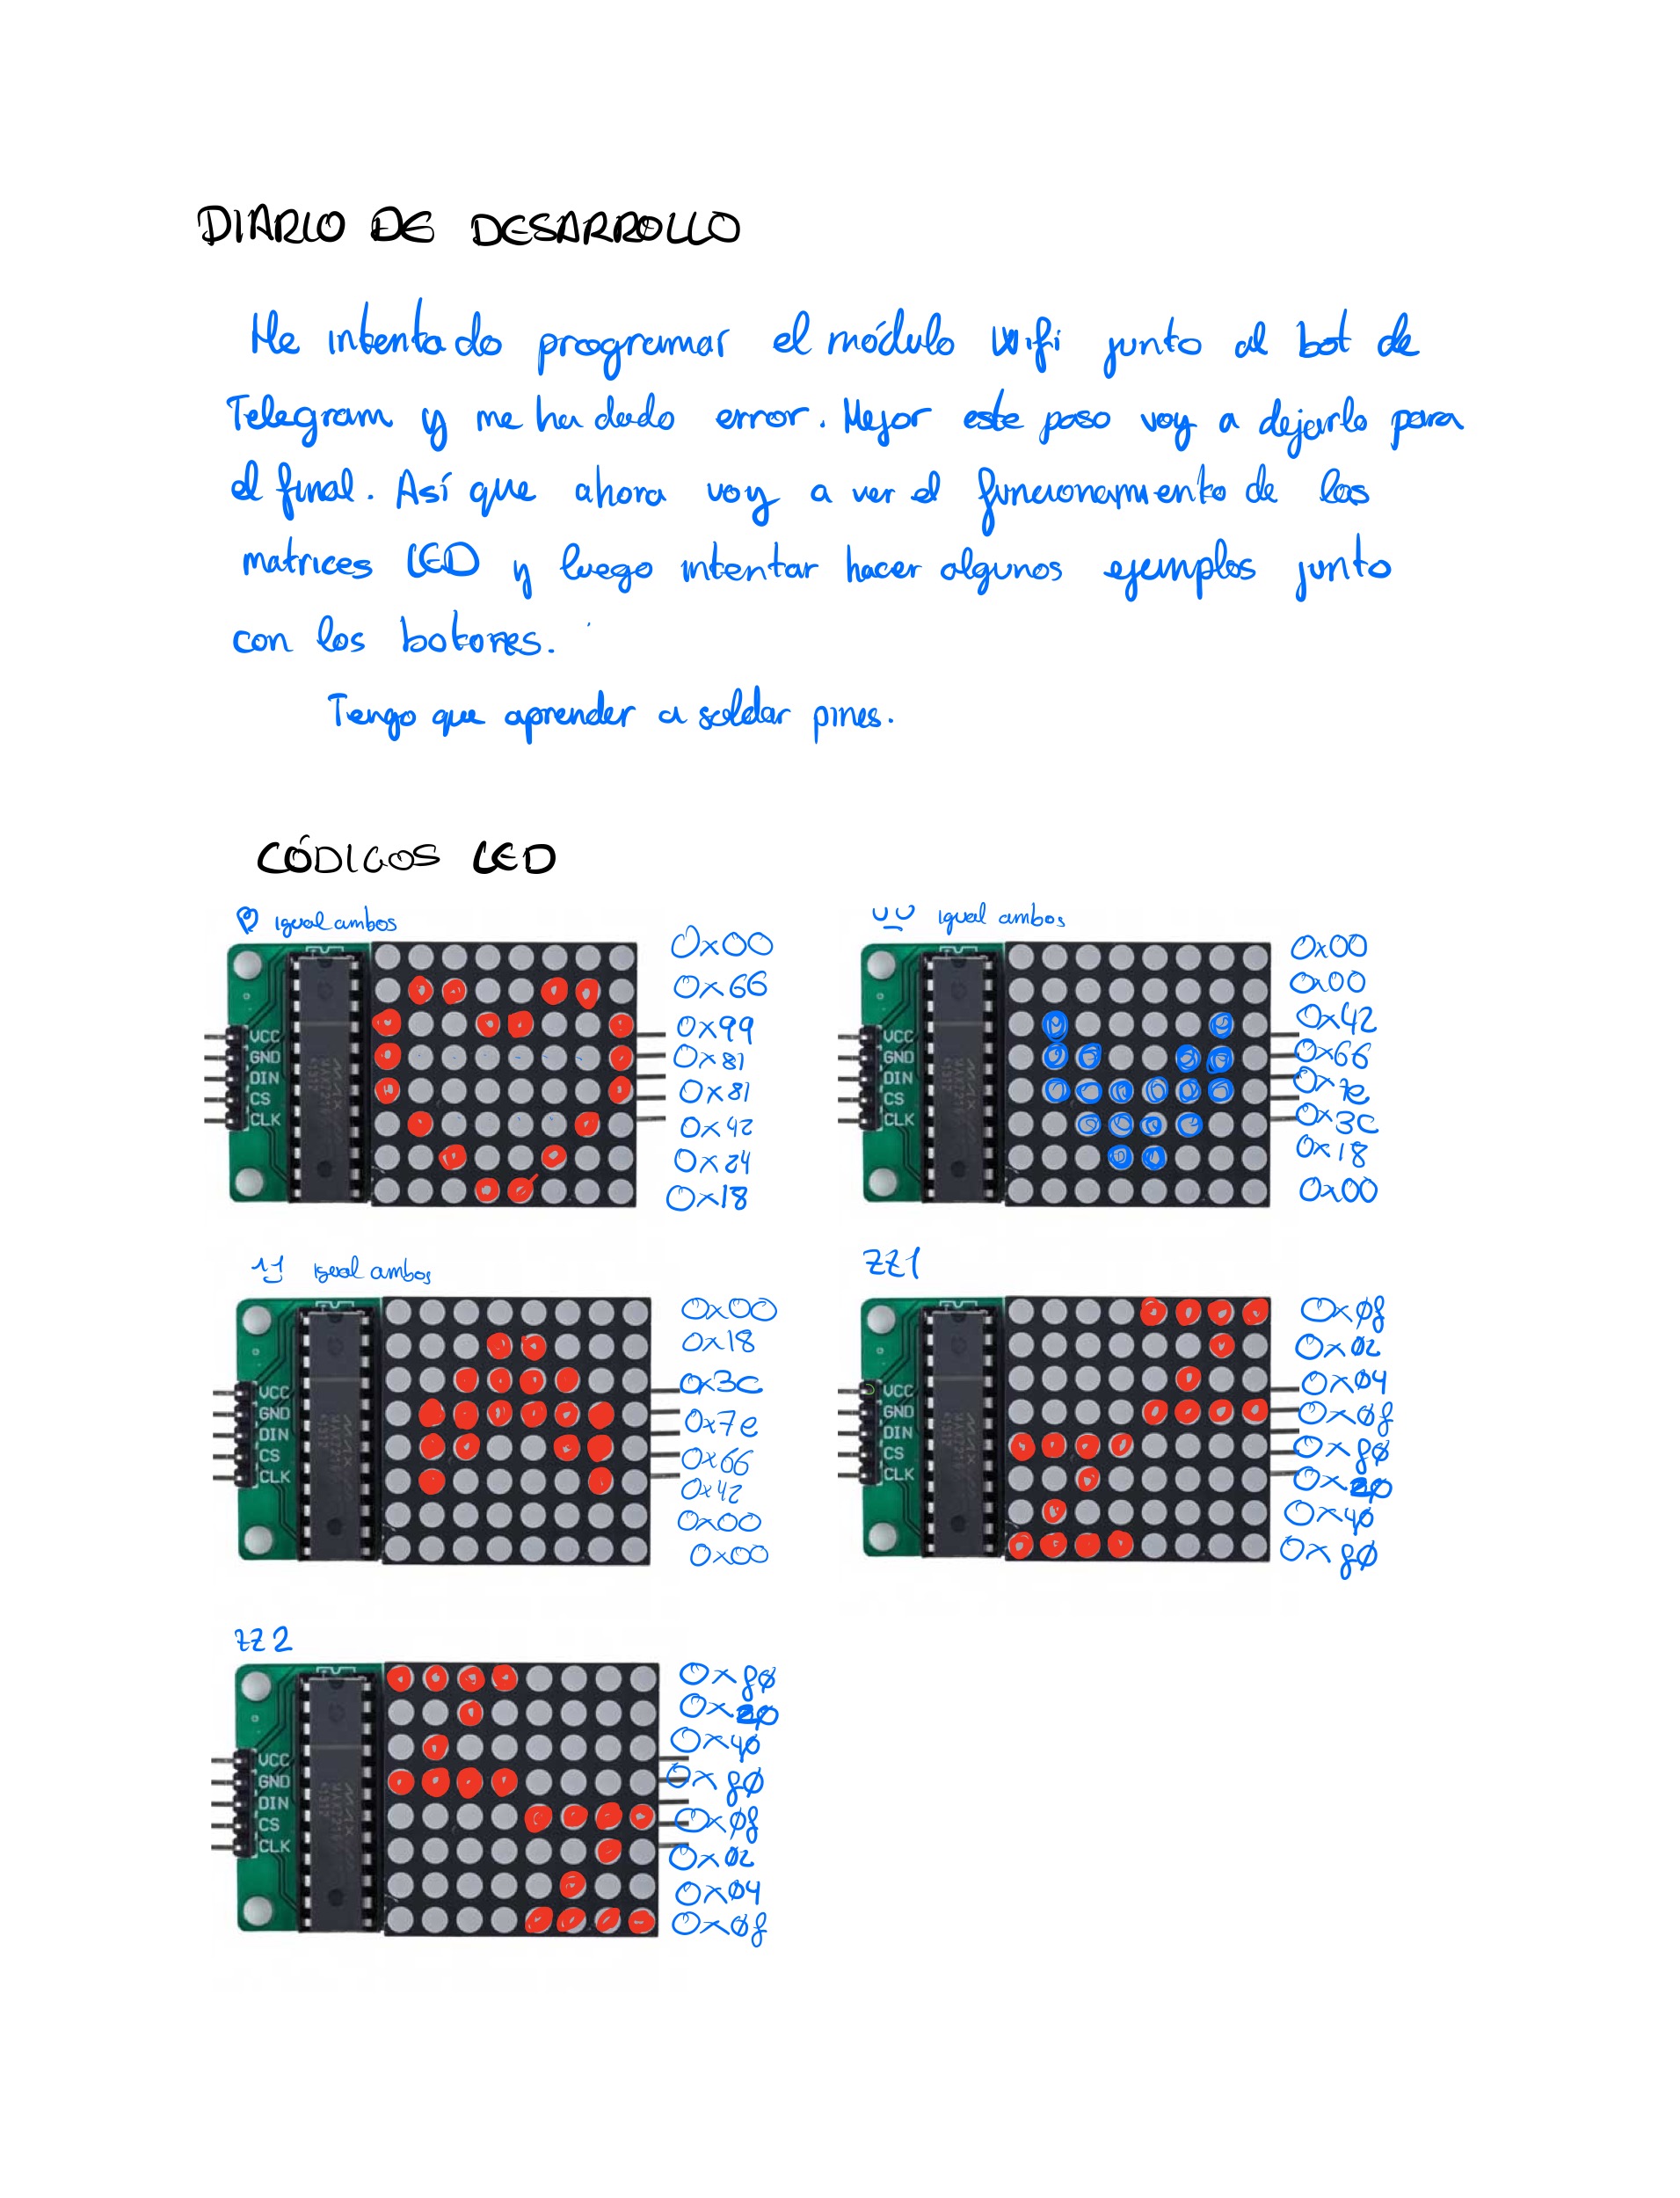 DIARIO DE DESARROLLO
He intentado programar el módulo Wifi junto al bot de
Telegram y me ha dado error. Mejor este paso voy a dejarlo para
el final. Así que ahora voy a ver el funcionamiento de las
matrices LED y luego intentar hacer algunos ejemplos junto
con los botones.
Tengo que aprender a soldar pines.
CÓDIGOS LED
igual ambos
VCC
GND
DIN
CS
CLK
0x00
0x66
0x99
0x81
0x81
0x42
0x24
0x18
igual ambos
VCC
GND
DIN
CS
CLK
0x00
0x00
0x42
0x66
0x7e
0x3C
0x18
0x00
igual ambos
VCC
GND
DIN
CS
CLK
0x00
0x18
0x3C
0x7e
0x66
0x42
0x00
0x00
ZZ1
VCC
GND
DIN
CS
CLK
0x0f
0x02
0x04
0x0f
0xf0
0x20
0x40
0xf0
ZZ2
VCC
GND
DIN
CS
CLK
0xf0
0x20
0x40
0xf0
0x0f
0x02
0x04
0x0f